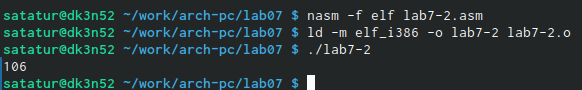 satatur@dk3n52 ~/work/arch-pc/lab07 $ nasm -f elf lab7-2.asm
satatur@dk3n52 ~/work/arch-pc/lab07 $ ld -m elf_i386 -o lab7-2 lab7-2.o
satatur@dk3n52 ~/work/arch-pc/lab07 $ ./lab7-2
106
satatur@dk3n52 ~/work/arch-pc/lab07 $